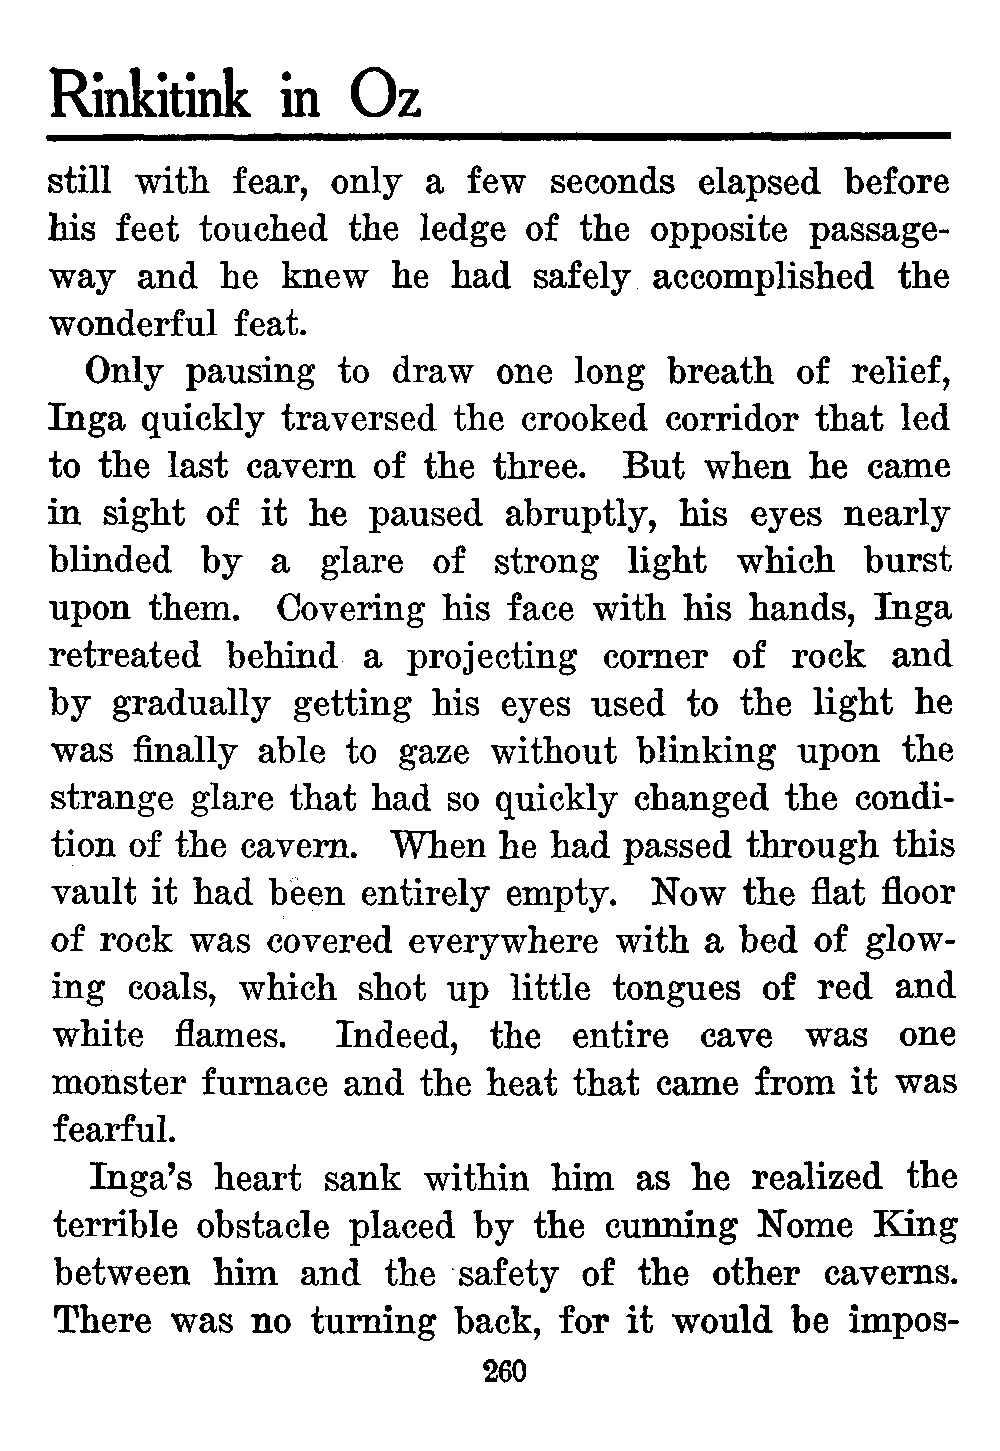 Rinkitink in Oz
still with fear, only a few seconds elapsed before
his feet touched the ledge of the opposite passage-
way and he knew he had safely accomplished the
wonderful feat.
Only pausing to draw one long breath of relief,
Inga quickly traversed the crooked corridor that led
to the last cavern of the three. But when he came
in sight of it he paused abruptly, his eyes nearly
blinded by a glare of strong light which burst
upon them. Covering his face with his hands, Inga
retreated behind a projecting corner of rock and
by gradually getting his eyes used to the light he
was finally able to gaze without blinking upon the
strange glare that had so quickly changed the condi-
tion of the cavern. When he had passed through this
vault it had been entirely empty. Now the flat floor
of rock was covered everywhere with a bed of glow-
ing coals, which shot up little tongues of red and
white flames. Indeed, the entire cave was one
monster furnace and the heat that came from it was
fearful.
Inga's heart sank within him as he realized the
terrible obstacle placed by the cunning Nome King
between him and the safety of the other caverns.
There was no turning back, for it would be impos-
260